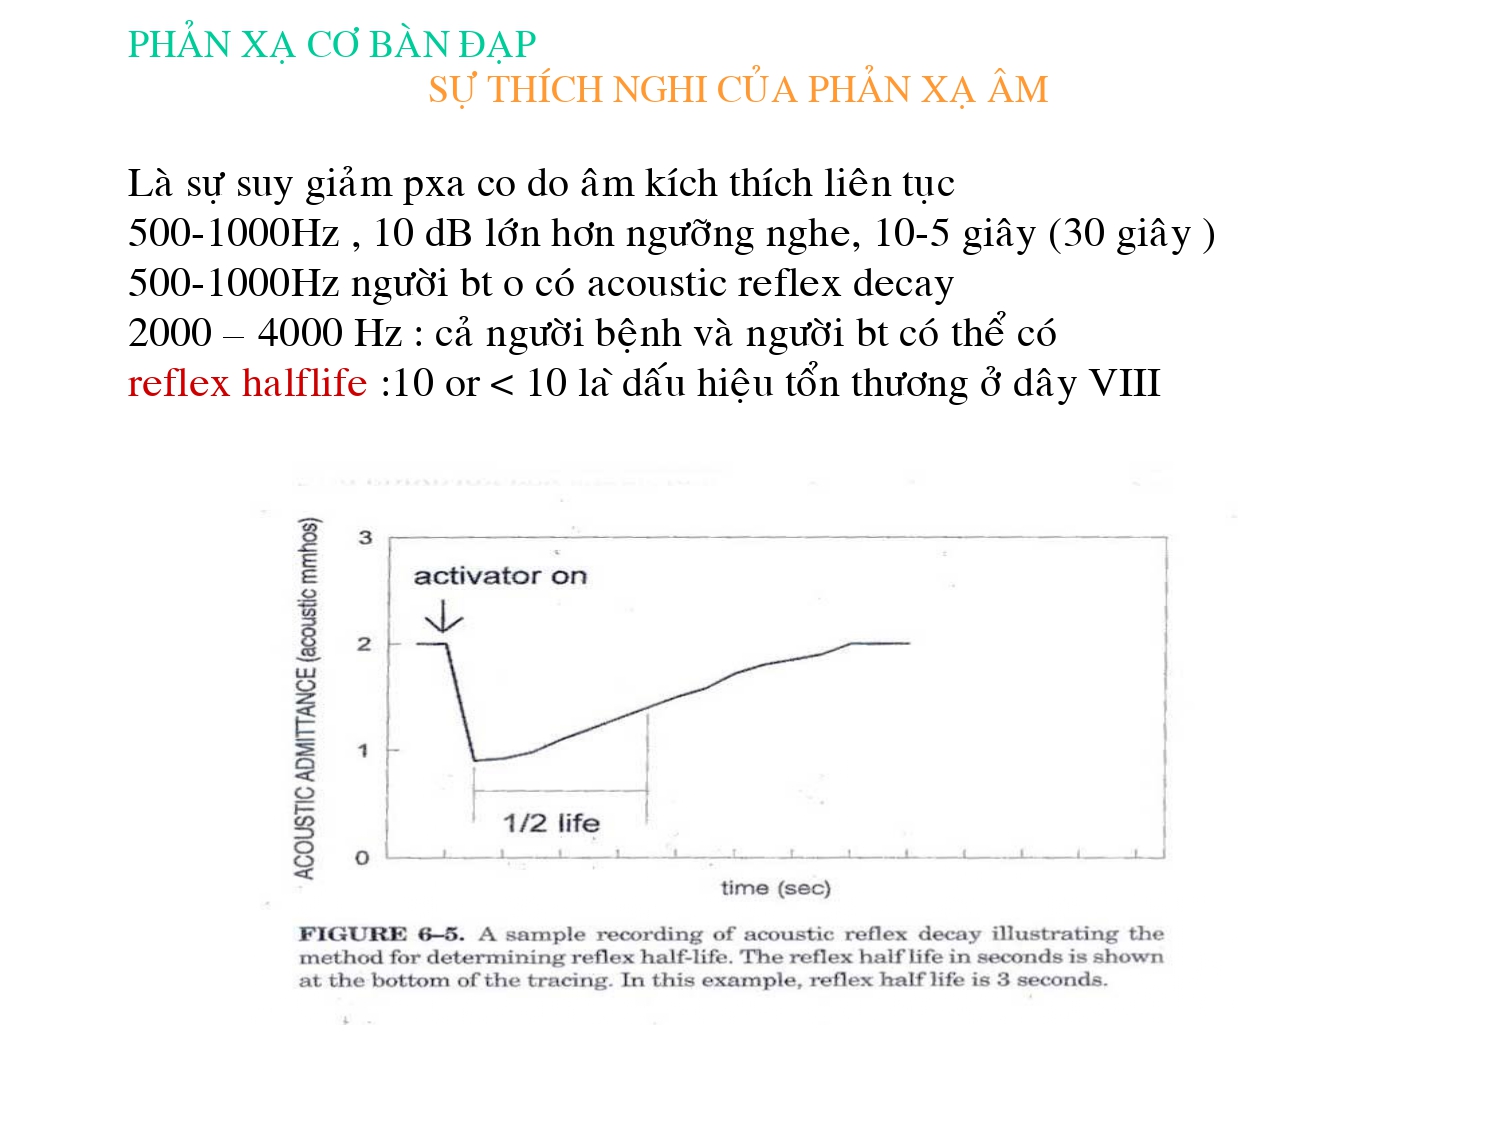 PHẢN XẠ CƠ BÀN ĐẠP
SỰ THÍCH NGHI CỦA PHẢN XẠ ÂM
Là sự suy giảm pxa co do âm kích thích liên tục
500-1000Hz , 10 dB lớn hơn ngưỡng nghe, 10-5 giây (30 giây )
500-1000Hz người bt o có acoustic reflex decay
2000 – 4000 Hz : cả người bệnh và người bt có thể có
reflex halflife :10 or < 10 là dấu hiệu tổn thương ở dây VIII
ACOUSTIC ADMITTANCE (acoustic mmhos)
3
activator on
2
1
1/2 life
0
time (sec)
FIGURE 6–5. A sample recording of acoustic reflex decay illustrating the
method for determining reflex half-life. The reflex half life in seconds is shown
at the bottom of the tracing. In this example, reflex half life is 3 seconds.